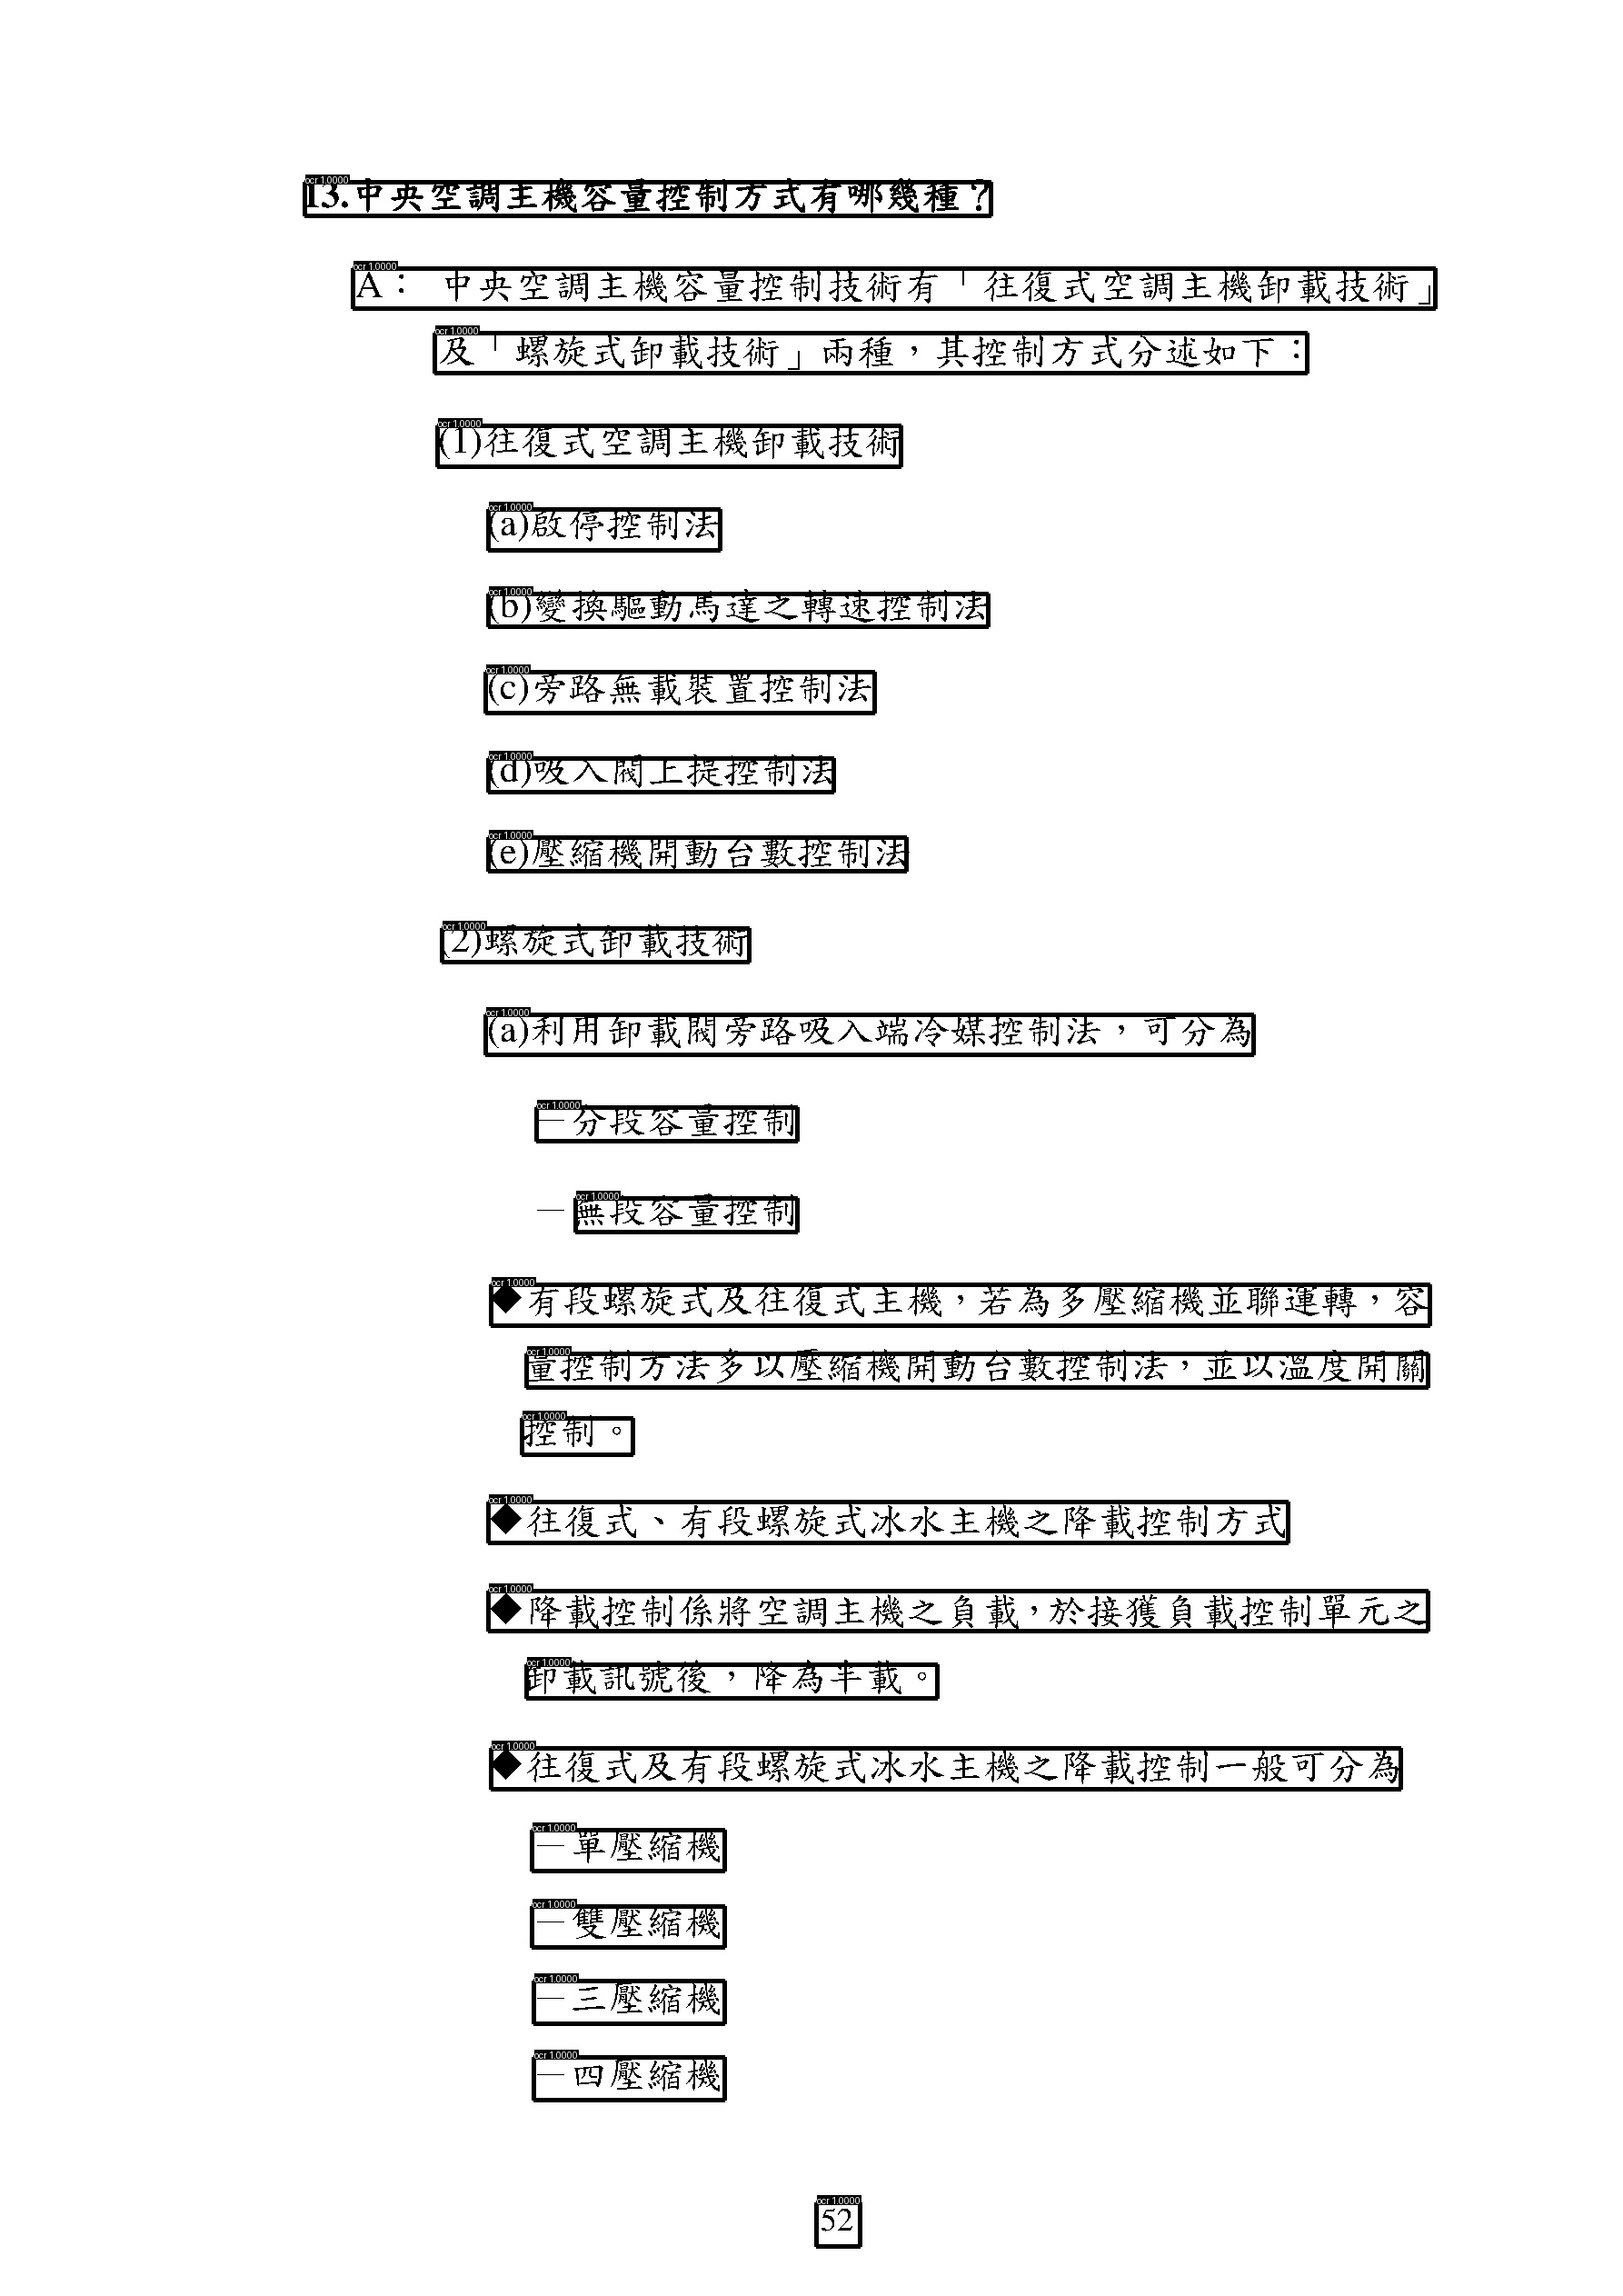 13.中央空調主機容量控制方式有哪幾種？
A： 中央空調主機容量控制技術有「往復式空調主機卸載技術」
及「螺旋式卸載技術」兩種，其控制方式分述如下：
(1)往復式空調主機卸載技術
(a)啟停控制法
(b)變換驅動馬達之轉速控制法
(c)旁路無載裝置控制法
(d)吸入閥上提控制法
(e)壓縮機開動台數控制法
(2)螺旋式卸載技術
(a)利用卸載閥旁路吸入端冷媒控制法，可分為
－分段容量控制
－無段容量控制
◆有段螺旋式及往復式主機，若為多壓縮機並聯運轉，容
量控制方法多以壓縮機開動台數控制法，並以溫度開關
控制。
◆往復式、有段螺旋式冰水主機之降載控制方式
◆降載控制係將空調主機之負載，於接獲負載控制單元之
卸載訊號後，降為半載。
◆往復式及有段螺旋式冰水主機之降載控制一般可分為
－單壓縮機
－雙壓縮機
－三壓縮機
－四壓縮機
52